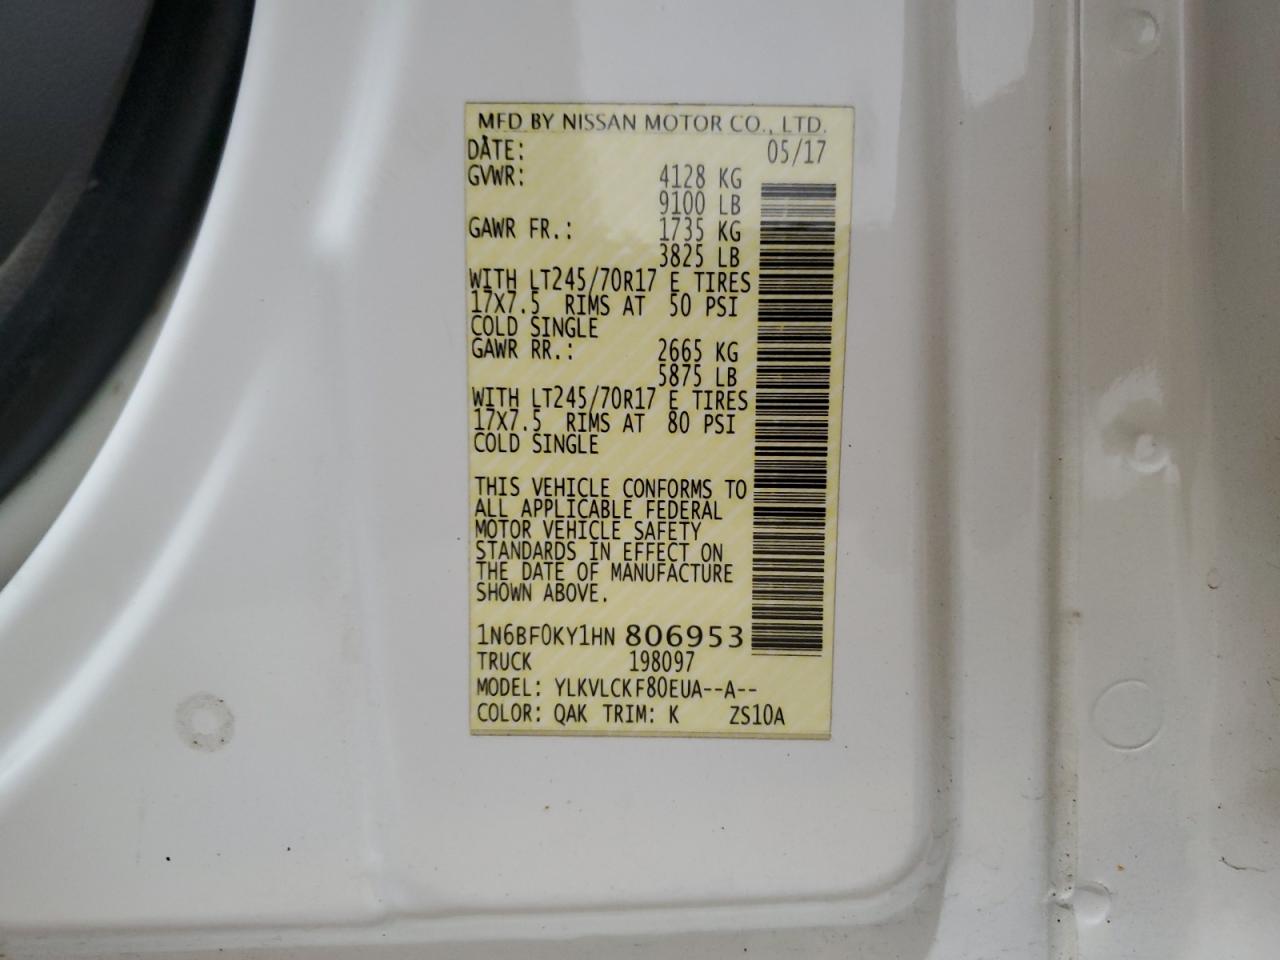 MFD BY NISSAN MOTOR CO., LTD.
DATE: 05/17
GVWR: 4128 KG
9100 LB
GAWR FR.: 1735 KG
3825 LB
WITH LT245/70R17 E TIRES
17X7.5 RIMS AT 50 PSI
COLD SINGLE
GAWR RR.: 2665 KG
5875 LB
WITH LT245/70R17 E TIRES
17X7.5 RIMS AT 80 PSI
COLD SINGLE
THIS VEHICLE CONFORMS TO
ALL APPLICABLE FEDERAL
MOTOR VEHICLE SAFETY
STANDARDS IN EFFECT ON
THE DATE OF MANUFACTURE
SHOWN ABOVE.
1N6BF0KY1HN 806953
TRUCK 198097
MODEL: YLKVLCKF80EUA--A--
COLOR: QAK TRIM: K ZS10A